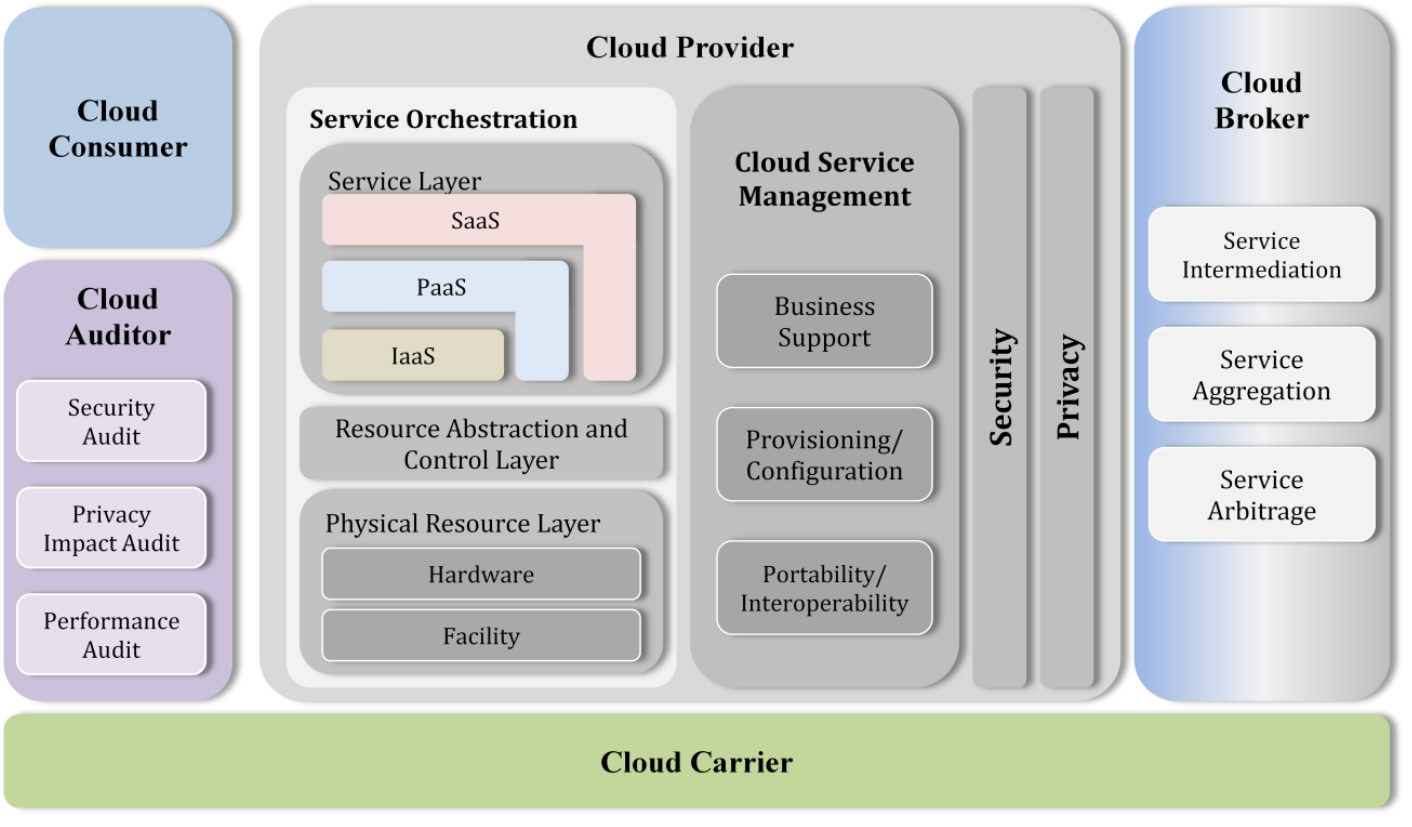 Cloud
Consumer
Cloud
Auditor
Security
Audit
Privacy
Impact Audit
Performance
Audit
Cloud Provider
Service Orchestration
Service Layer
SaaS
PaaS
IaaS
Resource Abstraction and
Control Layer
Physical Resource Layer
Hardware
Facility
Cloud Service
Management
Business
Support
Provisioning/
Configuration
Portability/
Interoperability
Security
Privacy
Cloud
Broker
Service
Intermediation
Service
Aggregation
Service
Arbitrage
Cloud Carrier